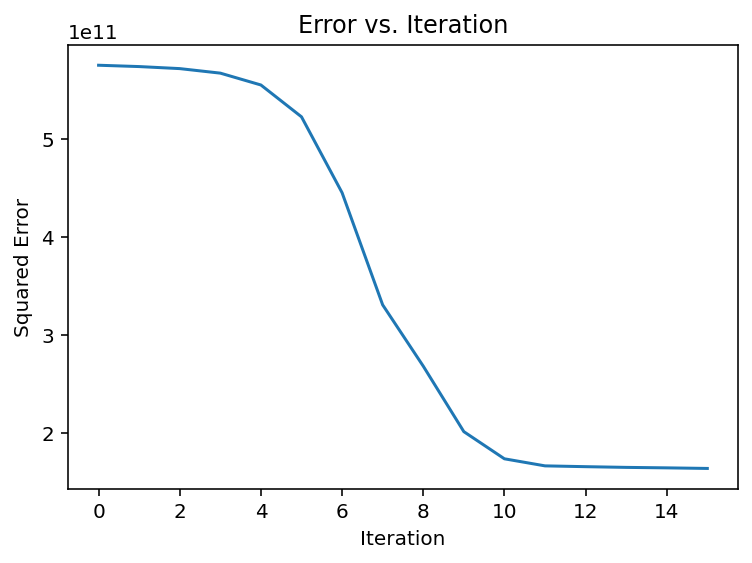 Error vs. Iteration
1e11
Squared Error
5
4
3
2
0 2 4 6 8 10 12 14
Iteration